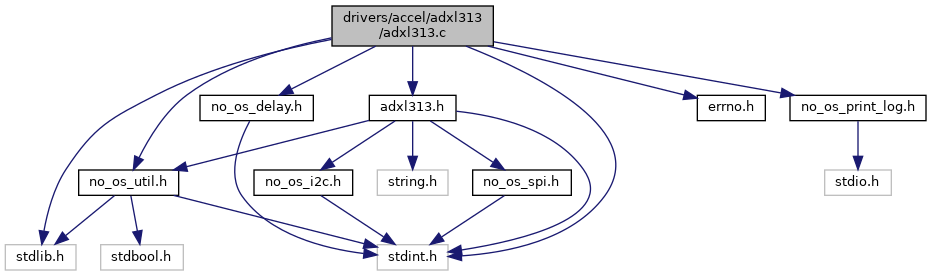 drivers/accel/adxl313
/adxl313.c
no_os_delay.h
adxl313.h
errno.h
no_os_print_log.h
no_os_util.h
no_os_i2c.h
string.h
no_os_spi.h
stdio.h
stdlib.h
stdbool.h
stdint.h